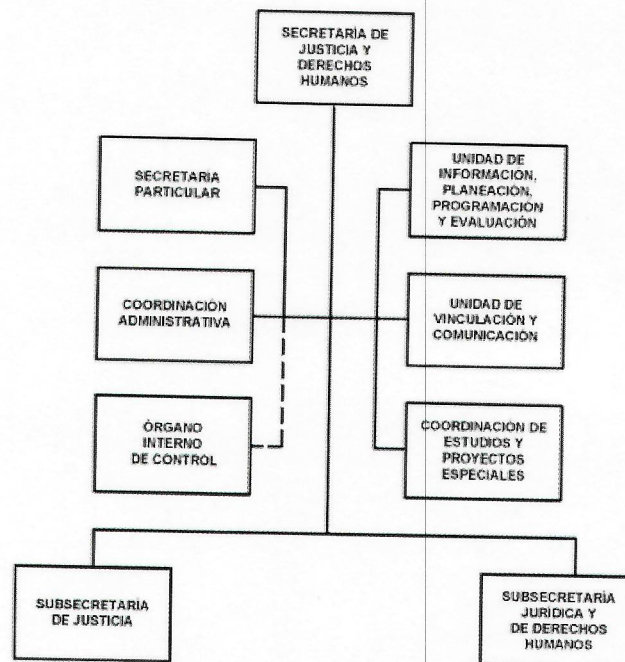 SECRETARÍA DE
JUSTICIA Y
DERECHOS
HUMANOS
SECRETARIA
PARTICULAR
UNIDAD DE
INFORMACIÓN,
PLANEACIÓN,
PROGRAMACIÓN
Y EVALUACIÓN
COORDINACIÓN
ADMINISTRATIVA
UNIDAD DE
VINCULACIÓN Y
COMUNICACIÓN
ÓRGANO
INTERNO
DE CONTROL
COORDINACIÓN DE
ESTUDIOS Y
PROYECTOS
ESPECIALES
SUBSECRETARÍA
DE JUSTICIA
SUBSECRETARÍA
JURÍDICA Y
DE DERECHOS
HUMANOS